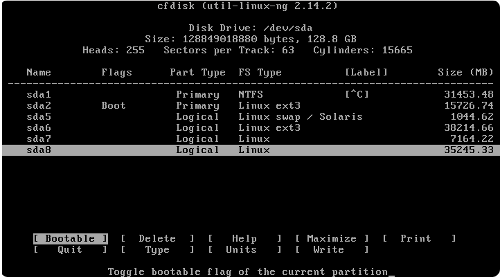 cfdisk (util-linux-ng 2.14.2)
Disk Drive: /dev/sda
Size: 128849018880 bytes, 128.8 GB
Heads: 255 Sectors per Track: 63 Cylinders: 15665
Name Flags Part Type FS Type [Label] Size (MB)
sda1 Primary NTFS [^C] 31453.48
sda2 Boot Primary Linux ext3 15726.74
sda5 Logical Linux swap / Solaris 1044.62
sda6 Logical Linux ext3 38214.66
sda7 Logical Linux 7164.22
sda8 Logical Linux 35245.33
[ Bootable ] [ Delete ] [ Help ] [ Maximize ] [ Print ]
[ Quit ] [ Type ] [ Units ] [ Write ]
Toggle bootable flag of the current partition_